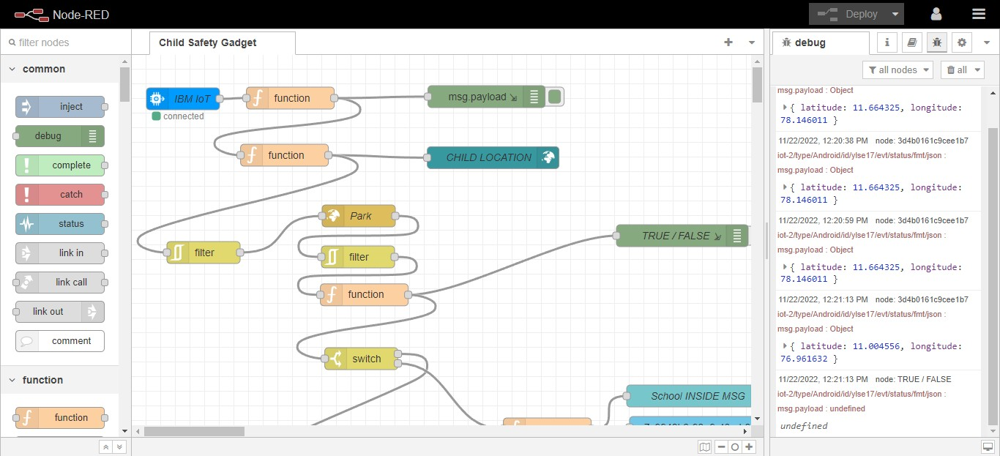 Node-RED
Deploy
filter nodes
Child Safety Gadget
debug
all nodes
all
common
inject
debug
complete
catch
status
link in
link call
link out
comment
function
function
IBM IoT
connected
function
msg.payload
function
CHILD LOCATION
Park
filter
filter
function
TRUE / FALSE
switch
School INSIDE MSG
msg.payload : Object
{ latitude: 11.664325, longitude:
78.146011 }
11/22/2022, 12:20:38 PM node: 3d4b0161c9cee1b7
iot-2/type/Android/id/ylse17/evt/status/fmt/json :
msg.payload : Object
{ latitude: 11.664325, longitude:
78.146011 }
11/22/2022, 12:20:59 PM node: 3d4b0161c9cee1b7
iot-2/type/Android/id/ylse17/evt/status/fmt/json :
msg.payload : Object
{ latitude: 11.664325, longitude:
78.146011 }
11/22/2022, 12:21:13 PM node: 3d4b0161c9cee1b7
iot-2/type/Android/id/ylse17/evt/status/fmt/json :
msg.payload : Object
{ latitude: 11.004556, longitude:
76.961632 }
11/22/2022, 12:21:13 PM node: TRUE / FALSE
iot-2/type/Android/id/ylse17/evt/status/fmt/json :
msg.payload : undefined
undefined